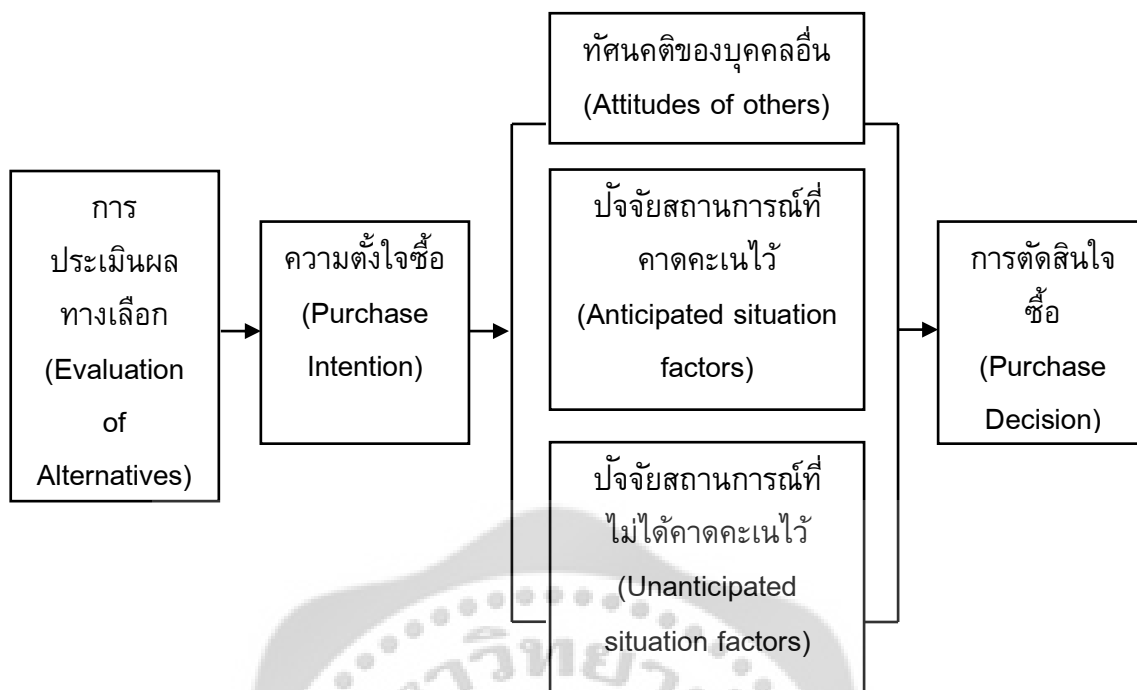 ทัศนคติของบุคคลอื่น
(Attitudes of others)
การ
ประเมินผล
ทางเลือก
(Evaluation
of
Alternatives)
ความตั้งใจซื้อ
(Purchase
Intention)
ปัจจัยสถานการณ์ที่
คาดคะเนไว้
(Anticipated situation
factors)
ปัจจัยสถานการณ์ที่
ไม่ได้คาดคะเนไว้
(Unanticipated
situation factors)
การตัดสินใจ
ซื้อ
(Purchase
Decision)